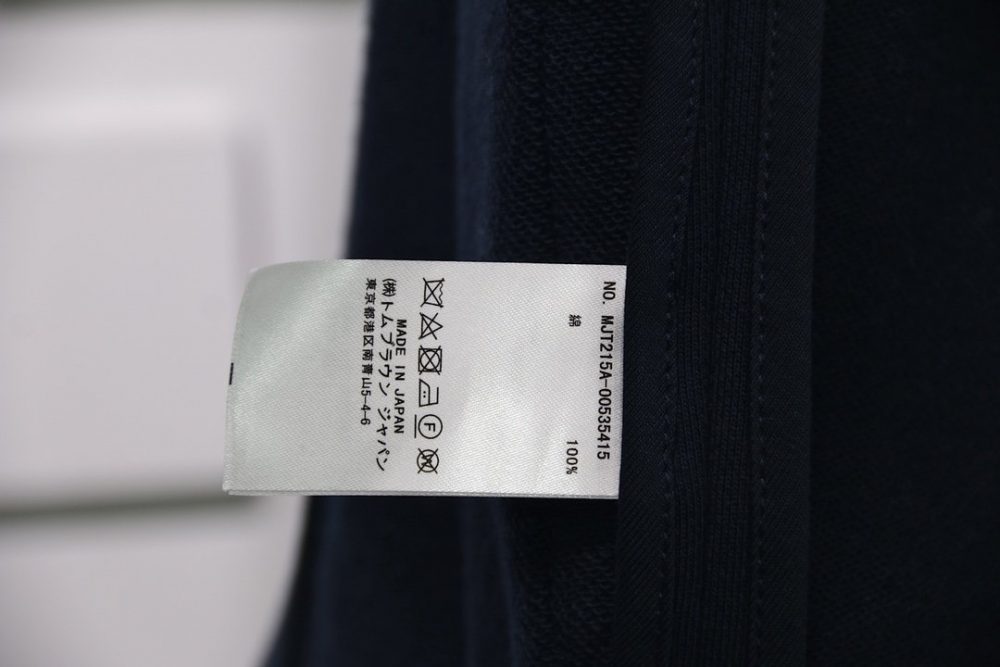 NO. MJT215A-00535415
綿 100%
MADE IN JAPAN
(株)トムブラウン ジャパン
東京都港区南青山5-4-6